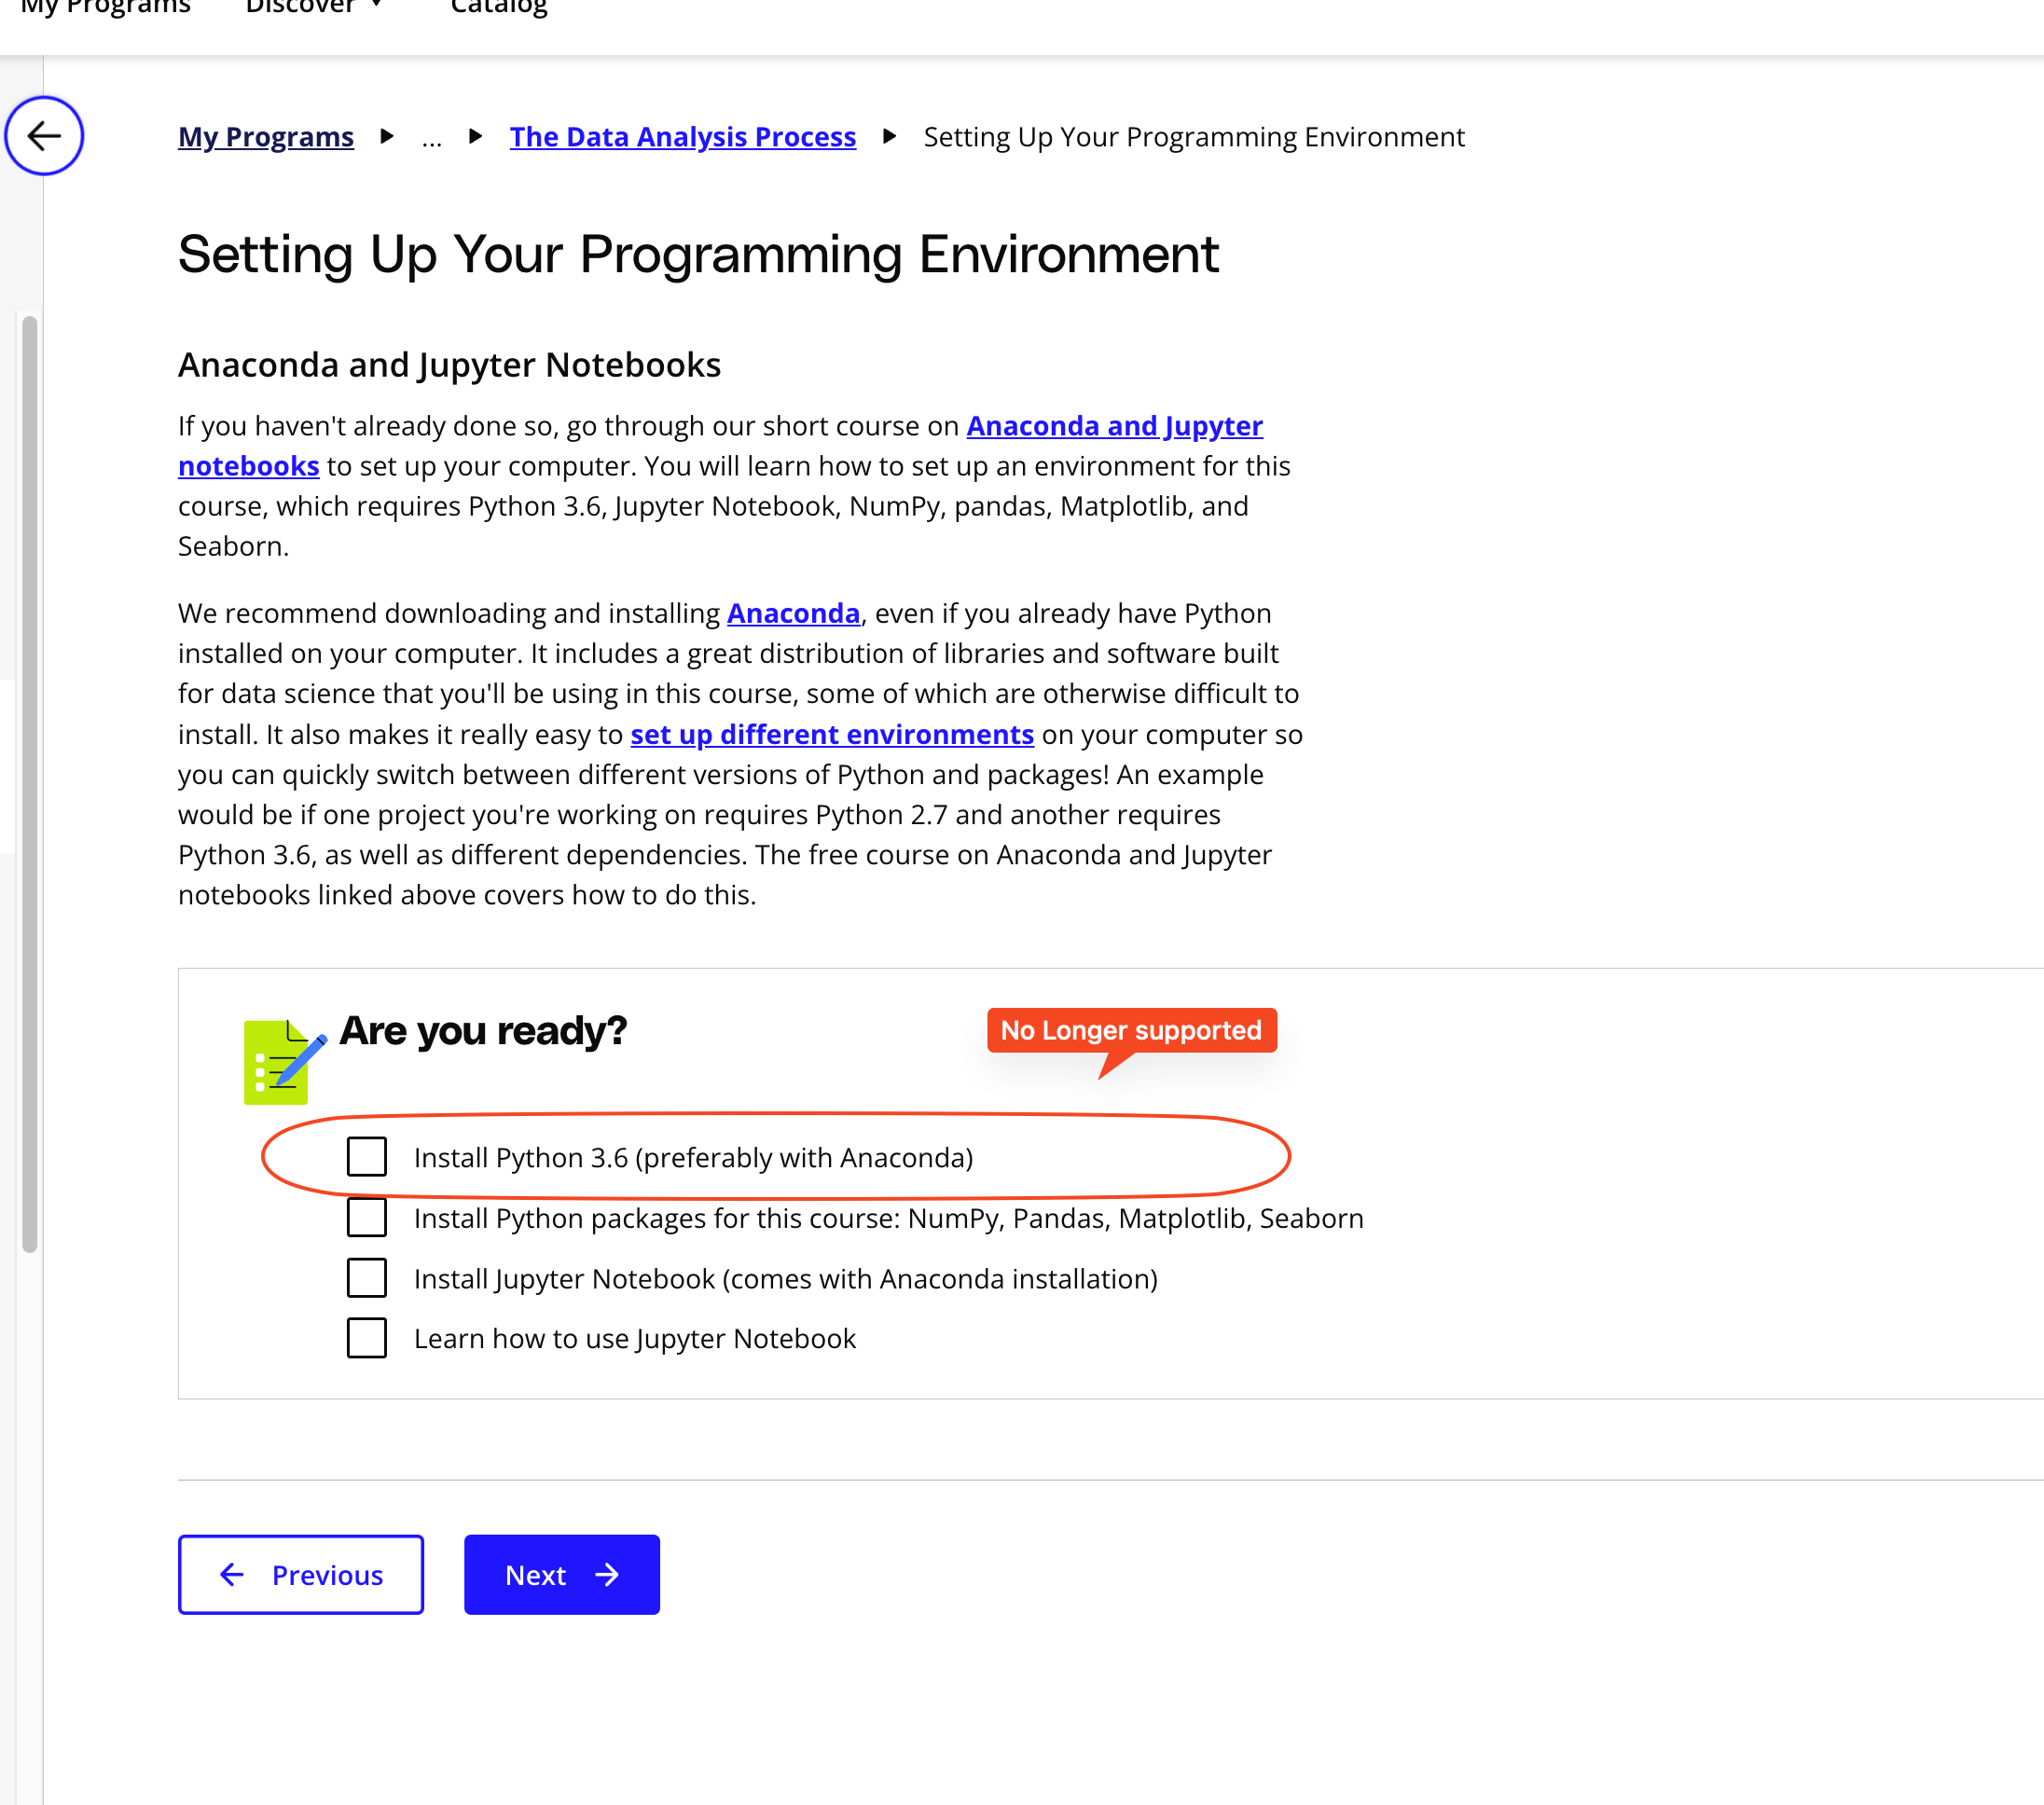 My Programs Discover Catalog
My Programs ... The Data Analysis Process Setting Up Your Programming Environment
Setting Up Your Programming Environment
Anaconda and Jupyter Notebooks
If you haven't already done so, go through our short course on Anaconda and Jupyter
notebooks to set up your computer. You will learn how to set up an environment for this
course, which requires Python 3.6, Jupyter Notebook, NumPy, pandas, Matplotlib, and
Seaborn.
We recommend downloading and installing Anaconda, even if you already have Python
installed on your computer. It includes a great distribution of libraries and software built
for data science that you'll be using in this course, some of which are otherwise difficult to
install. It also makes it really easy to set up different environments on your computer so
you can quickly switch between different versions of Python and packages! An example
would be if one project you're working on requires Python 2.7 and another requires
Python 3.6, as well as different dependencies. The free course on Anaconda and Jupyter
notebooks linked above covers how to do this.
Are you ready?
No Longer supported
Install Python 3.6 (preferably with Anaconda)
Install Python packages for this course: NumPy, Pandas, Matplotlib, Seaborn
Install Jupyter Notebook (comes with Anaconda installation)
Learn how to use Jupyter Notebook
Previous Next